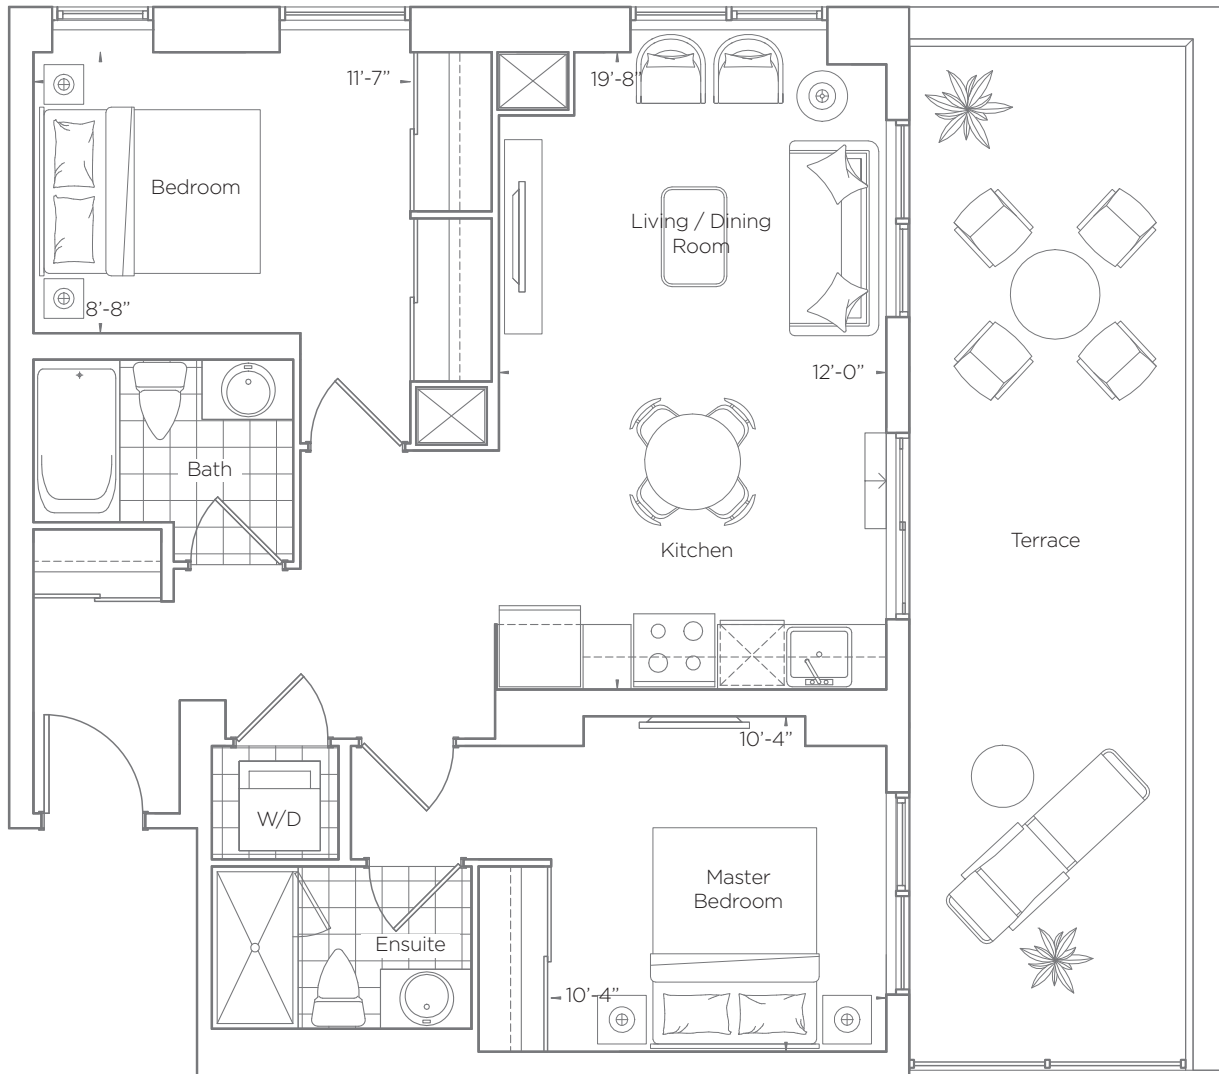 11'-7"
19'-8"
Bedroom
Living / Dining
Room
8'-8"
12'-0"
Bath
Kitchen
Terrace
10'-4"
W/D
Master
Bedroom
Ensuite
10'-4"